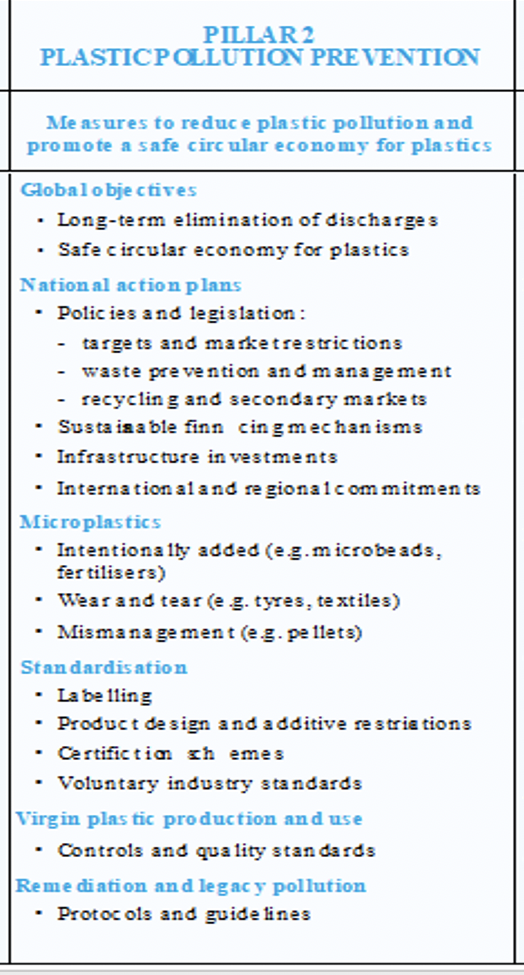 PILLAR 2
PLASTIC POLLUTION PREVENTION
Measures to reduce plastic pollution and
promote a safe circular economy for plastics
Global objectives
• Long-term elimination of discharges
• Safe circular economy for plastics
National action plans
• Policies and legislation:
- targets and market restrictions
- waste prevention and management
- recycling and secondary markets
• Sustainable finn cing mechanisms
• Infrastructure investments
• International and regional commitments
Microplastics
• Intentionally added (e.g. microbeads,
fertilisers)
• Wear and tear (e.g. tyres, textiles)
• Mismanagement (e.g. pellets)
Standardisation
• Labelling
• Product design and additive restrictions
• Certifiction sch emes
• Voluntary industry standards
Virgin plastic production and use
• Controls and quality standards
Remediation and legacy pollution
• Protocols and guidelines